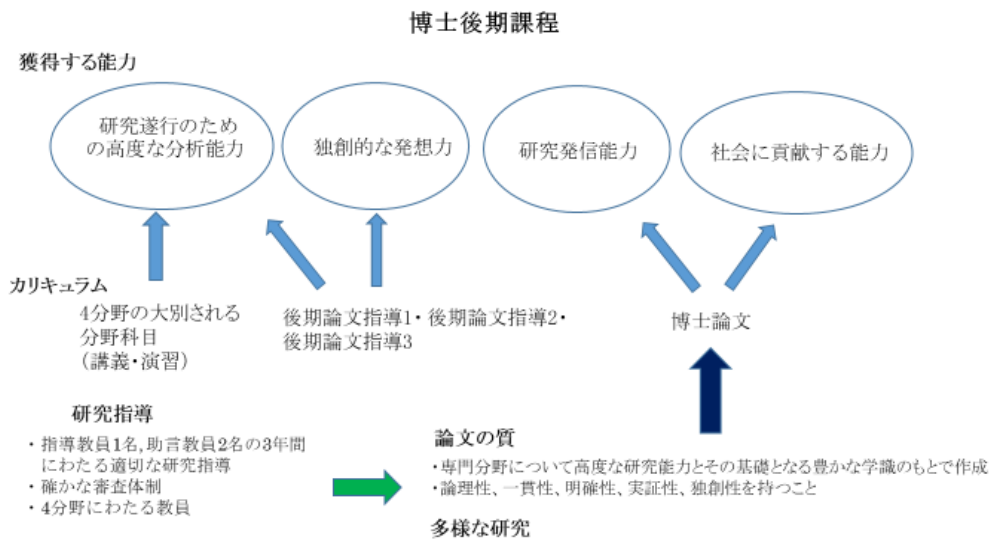 博士後期課程
獲得する能力
研究遂行のため
の高度な分析能力
独創的な発想力
研究発信能力
社会に貢献する能力
カリキュラム
4分野の大別される
分野科目
（講義・演習）
後期論文指導1・後期論文指導2・
後期論文指導3
博士論文
研究指導
・指導教員1名,助言教員2名の3年間
にわたる適切な研究指導
・確かな審査体制
・4分野にわたる教員
論文の質
・専門分野について高度な研究能力とその基礎となる豊かな学識のもとで作成
・論理性、一貫性、明確性、実証性、独創性を持つこと
多様な研究